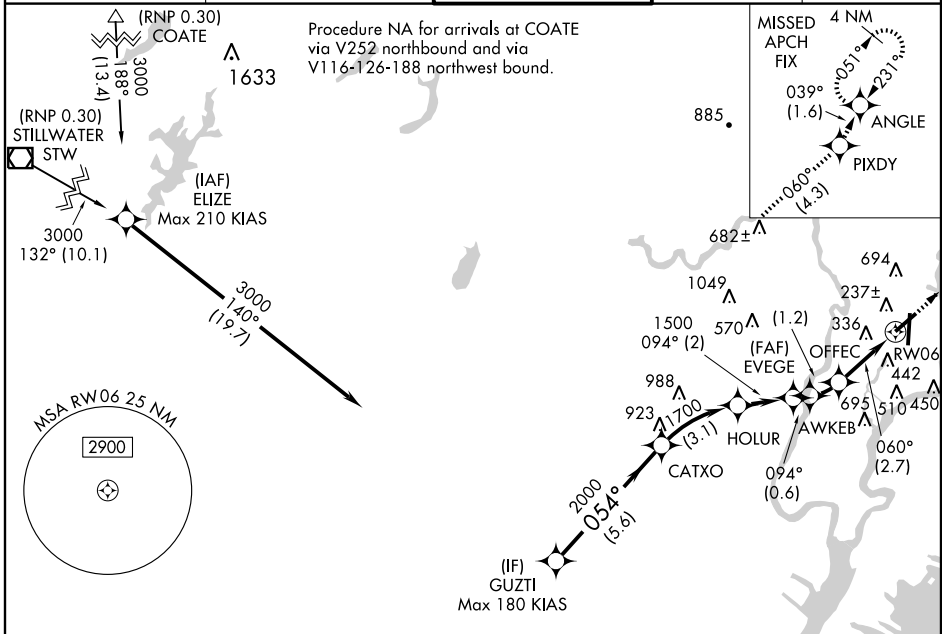 (RNP 0.30)
COATE
3000
188°
(13.4)
1633
Procedure NA for arrivals at COATE
via V252 northbound and via
V116-126-188 northwest bound.
MISSED
APCH
FIX
4 NM
051°
231°
039°
(1.6)
ANGLE
PIXDY
060°
(4.3)
885
(RNP 0.30)
STILLWATER
STW
3000
132° (10.1)
(IAF)
ELIZE
Max 210 KIAS
3000
140°
(19.7)
682±
694
1049
237±
570
(1.2)
336
1500
094° (2)
(FAF)
EVEGE
OFFEC
RW06
442
988
695
510
450
923
1700
(3.1)
HOLUR
AWKEB
060°
(2.7)
CATXO
094°
(0.6)
2000
054°
(5.6)
(IF)
GUZTI
Max 180 KIAS
MSA RW06 25 NM
2900